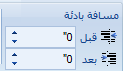 مسافة بادئة
قبل 0"
بعد 0"